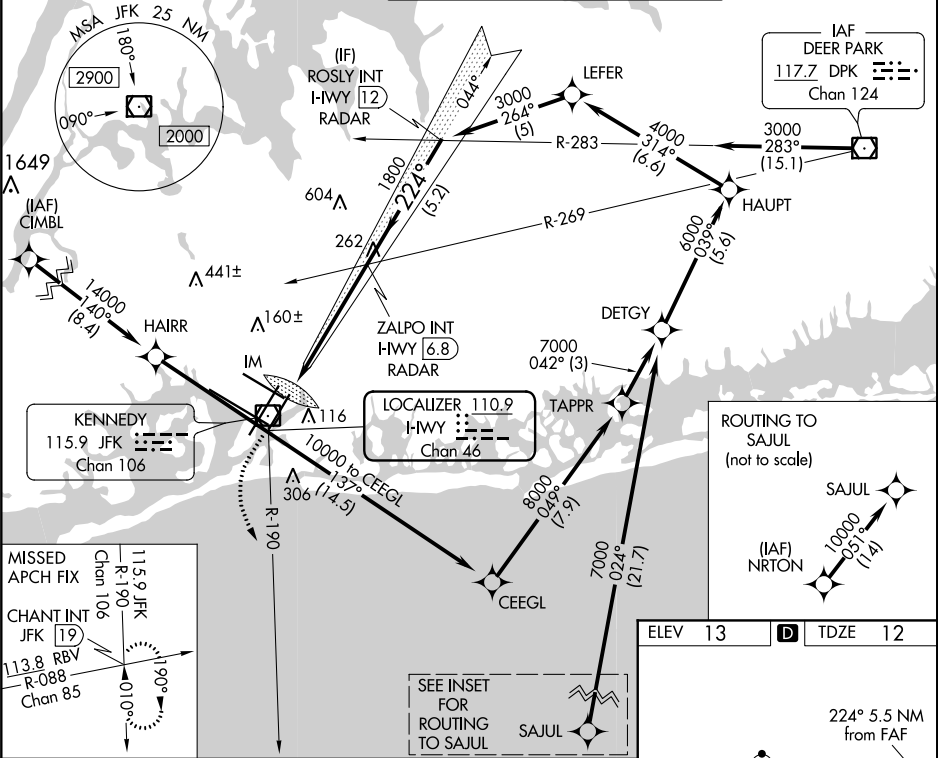 MSA JFK 25 NM
180°
2900
090°
2000
1649
(IAF)
CIMBL
14000
140°
(8.4)
HAIRR
441±
604
262
160±
IM
(IF)
ROSLY INT
I-IWY 12
RADAR
044°
1800
224°
(5.2)
3000
264°
(5)
LEFER
R-283
4000
314°
(6.6)
3000
283°
(15.1)
IAF
DEER PARK
117.7 DPK
Chan 124
HAUPT
R-269
6000
039°
(5.6)
DETGY
ZALPO INT
I-IWY 6.8
RADAR
7000
042° (3)
TAPPR
KENNEDY
115.9 JFK
Chan 106
116
LOCALIZER 110.9
I-IWY
Chan 46
306
10000 to CEEGL
137°
(14.5)
R-190
8000
049°
(7.9)
7000
024°
(21.7)
CEEGL
ROUTING TO
SAJUL
(not to scale)
SAJUL
10000
051°
(14)
(IAF)
NRTON
MISSED
APCH FIX
115.9 JFK
R-190
Chan 106
CHANT INT
JFK 19
113.8 RBV
R-088
Chan 85
190°
010°
SEE INSET
FOR
ROUTING
TO SAJUL
SAJUL
ELEV 13 D TDZE 12
224° 5.5 NM
from FAF